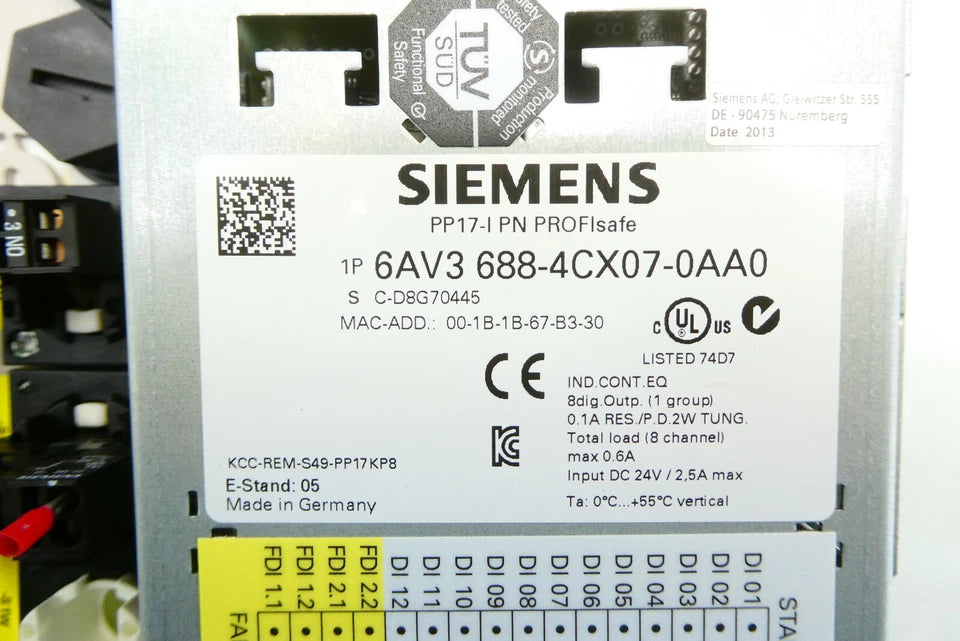 Safety tested
TÜV
SÜD
Functional Safety
Production monitored
Siemens AG, Gleiwitzer Str. 555
DE - 90475 Nuremberg
Date 2013
SIEMENS
PP17-I PN PROFIsafe
1P 6AV3 688-4CX07-0AA0
S C-D8G70445
MAC-ADD.: 00-1B-1B-67-B3-30
C UL US
LISTED 74D7
CE
IND.CONT.EQ
8dig.Outp. (1 group)
0.1A RES./P.D.2W TUNG.
Total load (8 channel)
max 0.6A
Input DC 24V / 2,5A max
Ta: 0°C...+55°C vertical
KCC-REM-S49-PP17KP8
E-Stand: 05
Made in Germany
3 NO
FDI 1.1
FDI 1.2
FDI 2.1
FDI 2.2
DI 12
DI 11
DI 10
DI 09
DI 08
DI 07
DI 06
DI 05
DI 04
DI 03
DI 02
DI 01
STA
FA